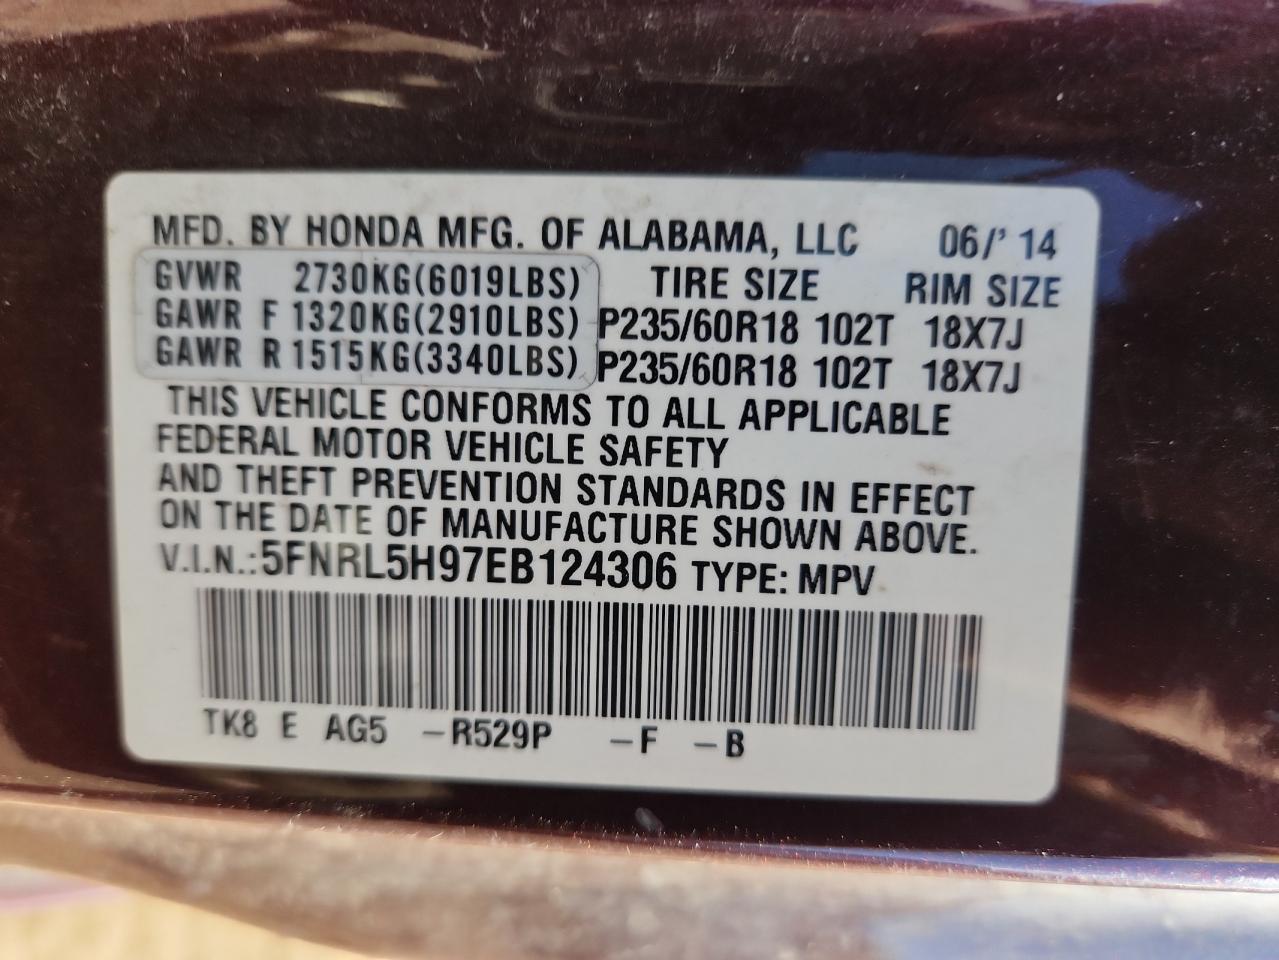 MFD. BY HONDA MFG. OF ALABAMA, LLC 06/' 14
GVWR 2730KG(6019LBS) TIRE SIZE RIM SIZE
GAWR F 1320KG(2910LBS) P235/60R18 102T 18X7J
GAWR R 1515KG(3340LBS) P235/60R18 102T 18X7J
THIS VEHICLE CONFORMS TO ALL APPLICABLE
FEDERAL MOTOR VEHICLE SAFETY
AND THEFT PREVENTION STANDARDS IN EFFECT
ON THE DATE OF MANUFACTURE SHOWN ABOVE.
V.I.N.:5FNRL5H97EB124306 TYPE: MPV
TK8 E AG5 –R529P –F –B